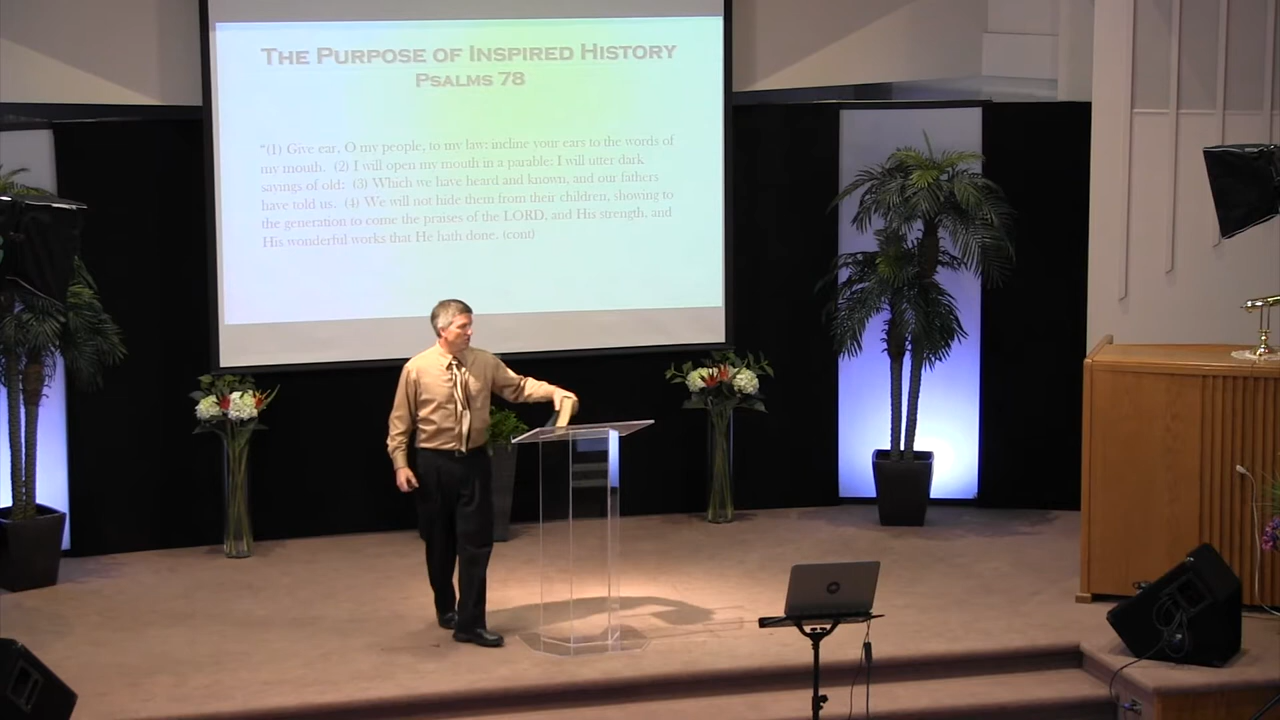 THE PURPOSE OF INSPIRED HISTORY
PSALMS 78
"(1) Give ear, O my people, to my law: incline your ears to the words of
my mouth. (2) I will open my mouth in a parable: I will utter dark
sayings of old: (3) Which we have heard and known, and our fathers
have told us. (4) We will not hide them from their children, showing to
the generation to come the praises of the LORD, and His strength, and
His wonderful works that He hath done. (cont)